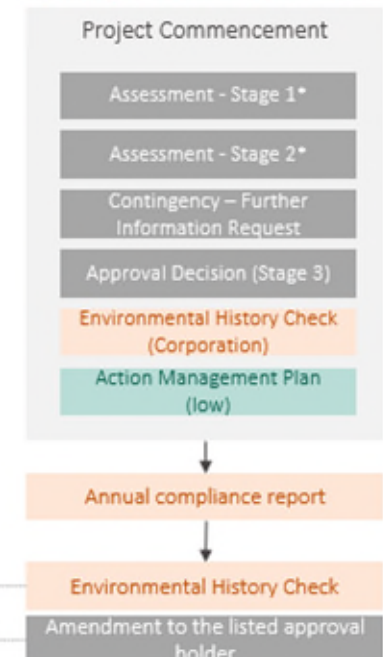 Project Commencement
Assessment - Stage 1*
Assessment - Stage 2*
Contingency – Further
Information Request
Approval Decision (Stage 3)
Environmental History Check
(Corporation)
Action Management Plan
(low)
Annual compliance report
Environmental History Check
Amendment to the listed approval
holder